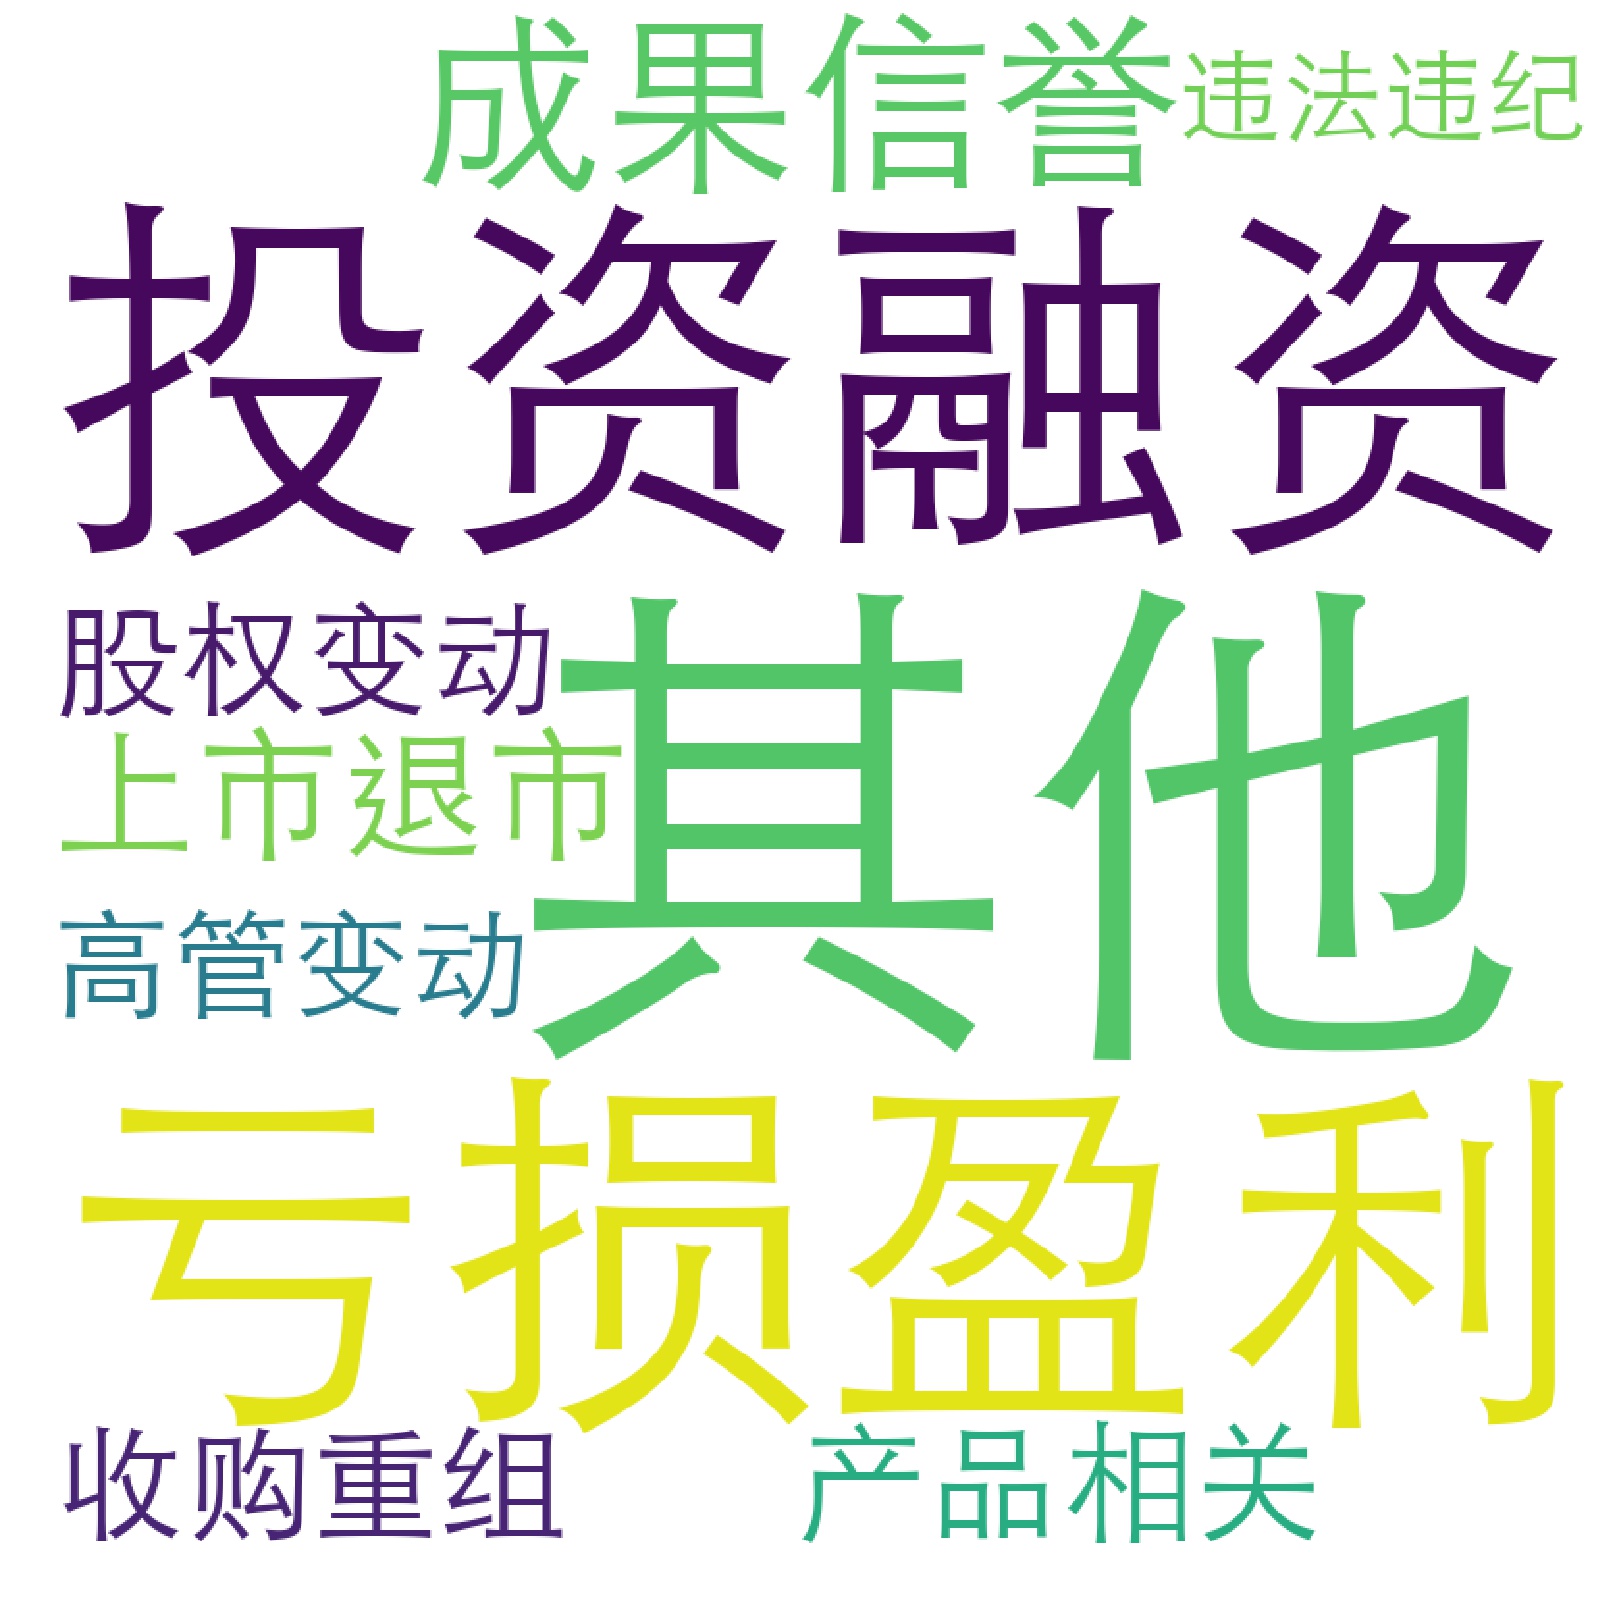 成果信誉
违法违纪
投资融资
股权变动
其他
上市退市
高管变动
亏损盈利
收购重组
产品相关